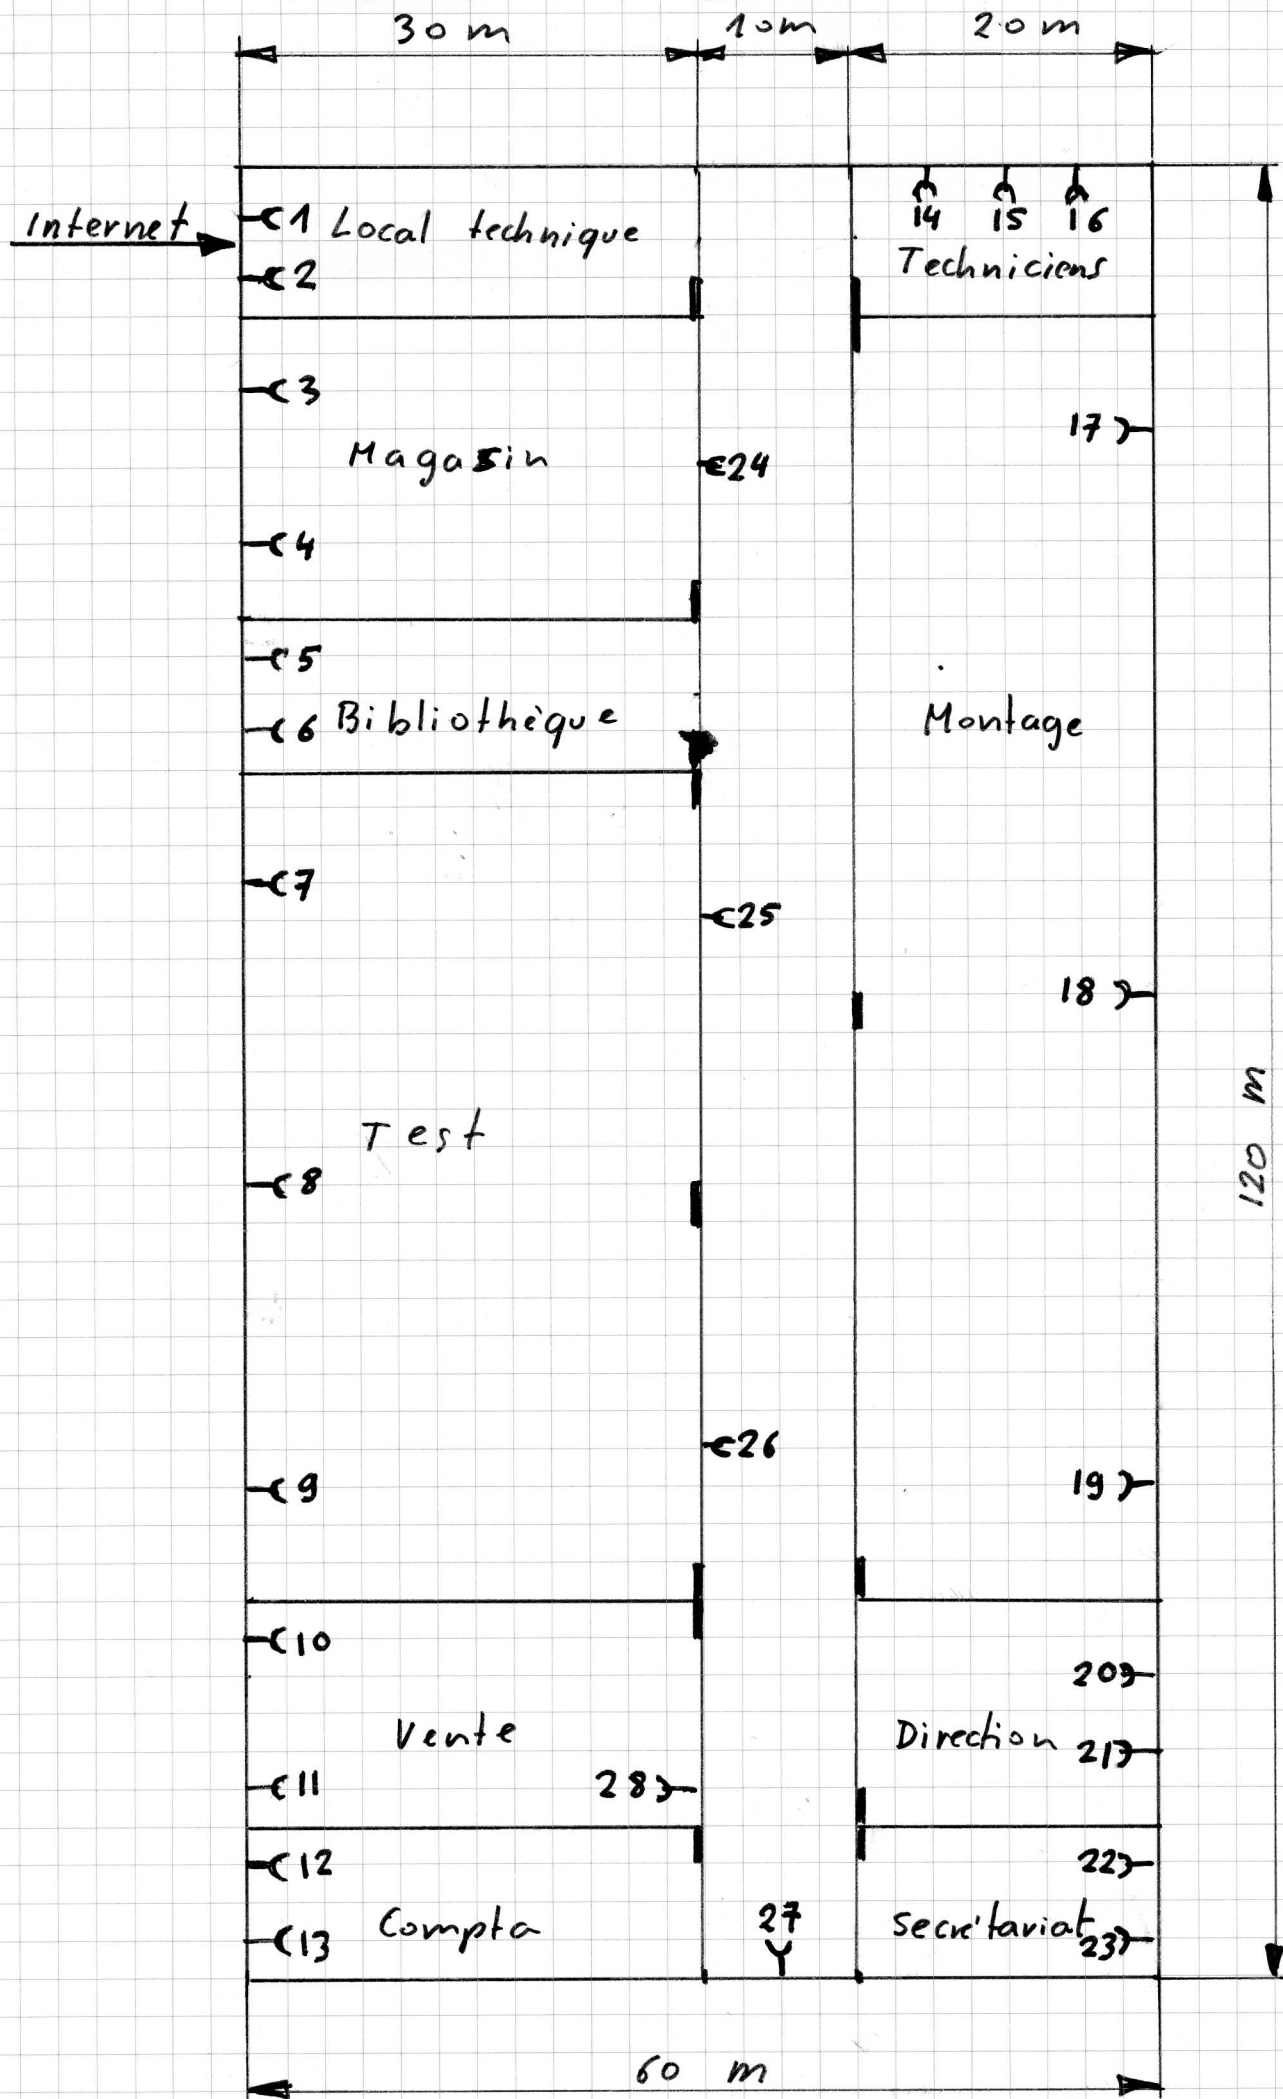 30 m 10m 20 m
Internet
1 Local technique
2
14 15 16
Techniciens
3
17
Magasin
24
4
5
6 Bibliothèque
Montage
7
25
18
120 m
Test
8
26
9
19
10
20
Vente
Direction 21
11
28
12
22
27
13 Compta
Secrétariat 23
60 m